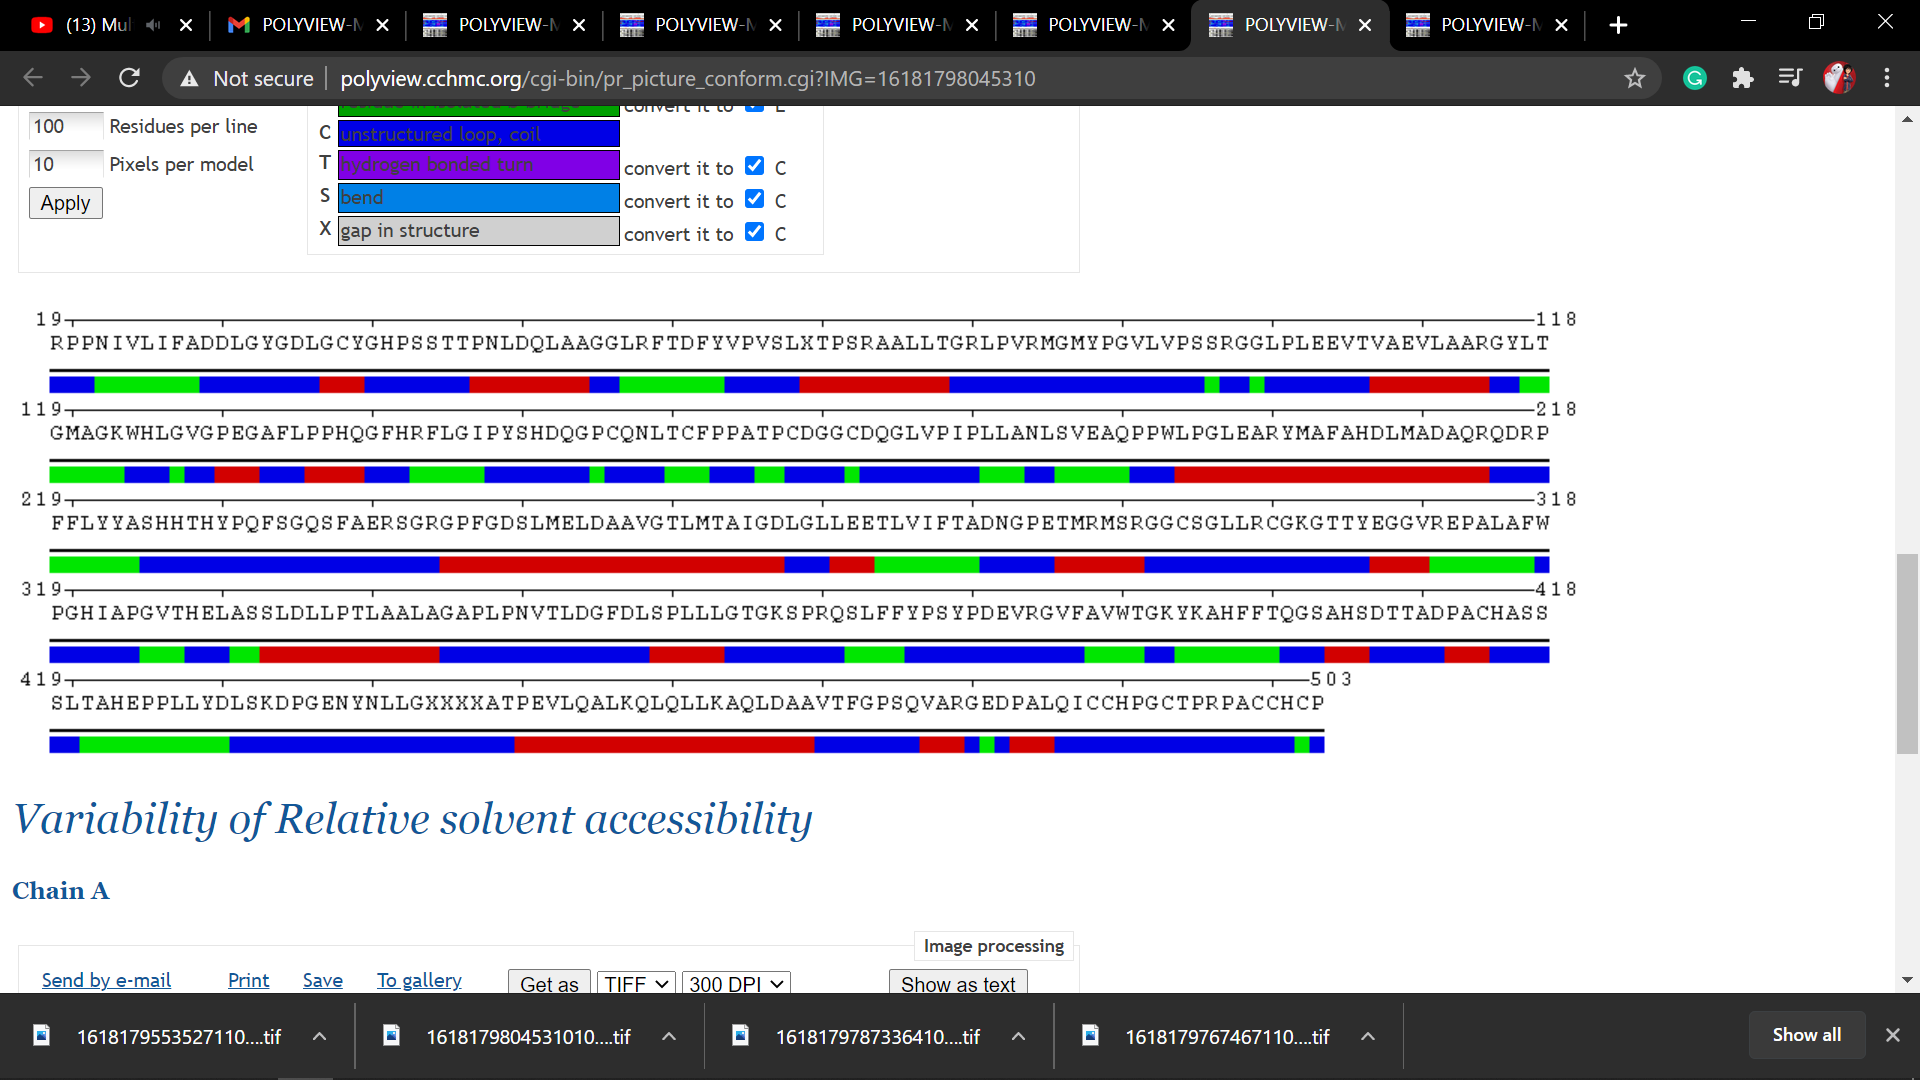 (13) Mul POLYVIEW-M POLYVIEW-M POLYVIEW-M POLYVIEW-M POLYVIEW-M POLYVIEW-M POLYVIEW-M
Not secure polyview.cchmc.org/cgi-bin/pr_picture_conform.cgi?IMG=16181798045310
convert it to E
100 Residues per line
C unstructured loop, coil
10 Pixels per model
T hydrogen bonded turn convert it to C
Apply
S bend convert it to C
X gap in structure convert it to C
19 118
RPPNIVLIFADDLGYGDLGCYGHPSSTTPNLDQLAAGGLRFTDFYVPVSLXTPSRAALLTGRLPVRMGMYPGVLVPSSRGGLPLEEVTVAEVLAARGYLT
119 218
GMAGKWHLGVGPEGAFLPPHQGFHRFLGIPYSHDQGPCQNLTCFPPATPCDGGCDQGLVPIPLLANLSVEAQPPWLPGLEARYMAFAHDLMADAQRQDRP
219 318
FFLYYASHHTHYPQFSGQSFAERSGRGPFGDSLMELDAAVGTLMTAIGDLGLLEETLVIFTADNGPETMRMSRGGCSGLLRCGKGTTYEGGVREPALAFW
319 418
PGHIAPGVTHELASSLDLLPTLAALAGAPLPNVTLDGFDLSPLLLGTGKSPRQSLFFYPSYPDEVRGVFAVWTGKYKAHFFTQGSAHSDTTADPACHASS
419 503
SLTAHEPPLLYDLSKDPGENYNLLGXXXXATPEVLQALKQLQLLKAQLDAAVTFGPSQVARGEDPALQICCHPGCTPRPACCHCP
Variability of Relative solvent accessibility
Chain A
Image processing
Send by e-mail Print Save To gallery Get as TIFF 300 DPI Show as text
1618179553527110....tif 1618179804531010....tif 1618179787336410....tif 1618179767467110....tif Show all